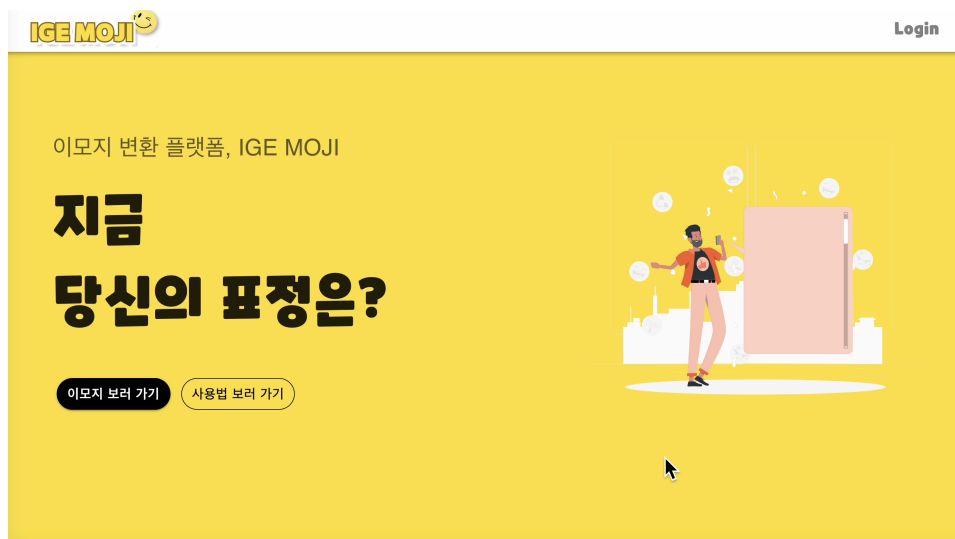 IGE MOJI
Login
이모지 변환 플랫폼, IGE MOJI
지금
당신의 표정은?
이모지 보러 가기
사용법 보러 가기